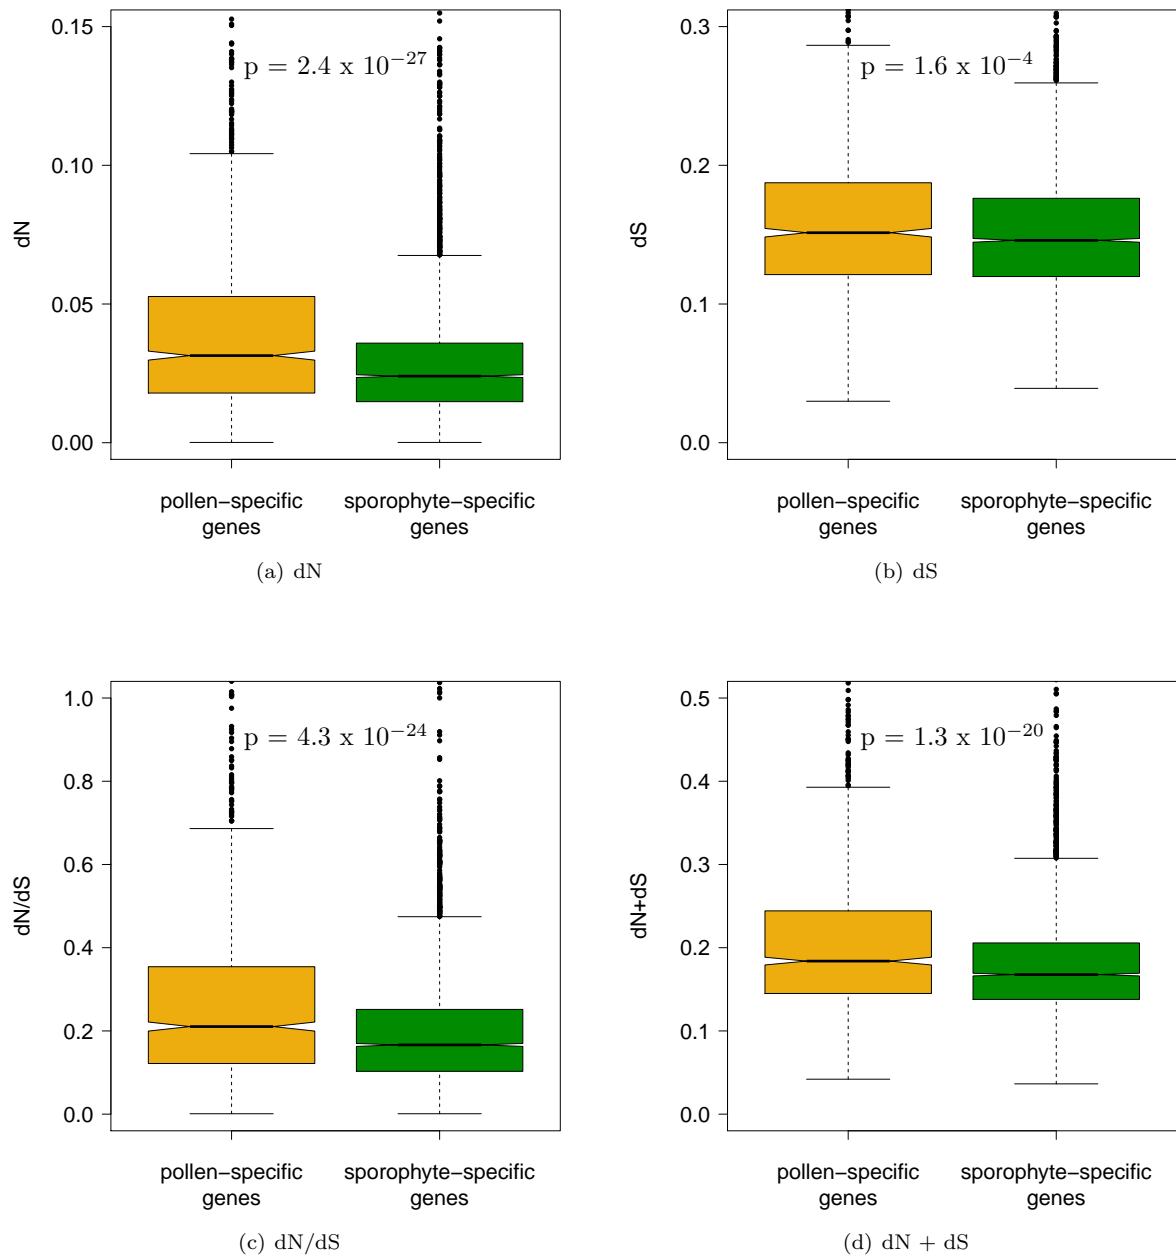 dN
0.15
0.10
0.05
0.00
p = 2.4 x 10⁻²⁷
pollen−specific genes
sporophyte−specific genes
(a) dN
dS
0.3
0.2
0.1
0.0
p = 1.6 x 10⁻⁴
pollen−specific genes
sporophyte−specific genes
(b) dS
dN/dS
1.0
0.8
0.6
0.4
0.2
0.0
p = 4.3 x 10⁻²⁴
pollen−specific genes
sporophyte−specific genes
(c) dN/dS
dN+dS
0.5
0.4
0.3
0.2
0.1
0.0
p = 1.3 x 10⁻²⁰
pollen−specific genes
sporophyte−specific genes
(d) dN + dS